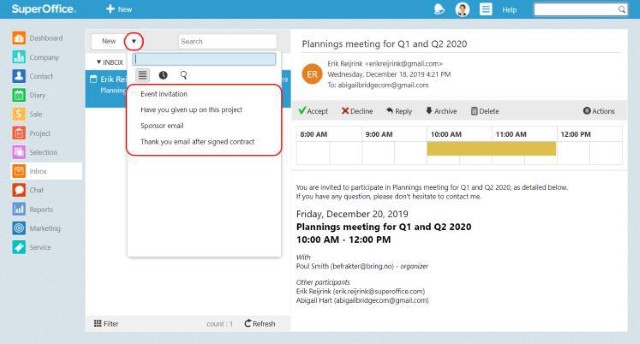 SuperOffice
+ New
Help
Dashboard
Company
Contact
Diary
Sale
Project
Selection
Inbox
Chat
Reports
Marketing
Service
New
Search
INBOX
Erik Re
Planning
Event invitation
Have you given up on this project
Sponsor email
Thank you email after signed contract
Filter
count : 1
Refresh
Plannings meeting for Q1 and Q2 2020
ER
Erik Reijrink <erikreijrink@gmail.com>
Wednesday, December 18, 2019 4:21 PM
To: abigailbridgecom@gmail.com
Accept
Decline
Reply
Archive
Delete
Actions
8:00 AM
9:00 AM
10:00 AM
11:00 AM
12:00 PM
You are invited to participate in Plannings meeting for Q1 and Q2 2020, as detailed below.
If you have any question, please don't hesitate to contact me.
Friday, December 20, 2019
Plannings meeting for Q1 and Q2 2020
10:00 AM - 12:00 PM
With
Poul Smith (befrakter@bring.no) - organizer
Other participants
Erik Reijrink (erik.reijrink@superoffice.com)
Abigail Hart (abigailbridgecom@gmail.com)